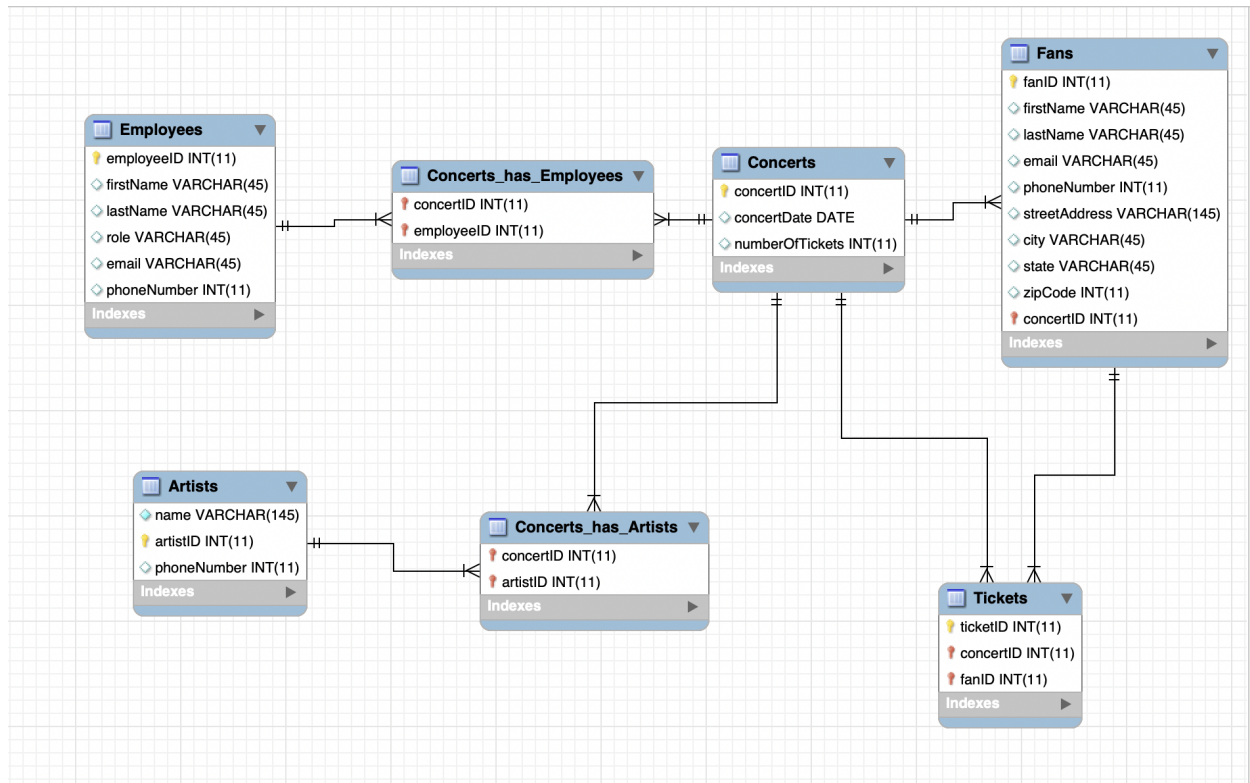 Employees
employeeID INT(11)
firstName VARCHAR(45)
lastName VARCHAR(45)
role VARCHAR(45)
email VARCHAR(45)
phoneNumber INT(11)
Indexes
Concerts_has_Employees
concertID INT(11)
employeeID INT(11)
Indexes
Concerts
concertID INT(11)
concertDate DATE
numberOfTickets INT(11)
Indexes
Fans
fanID INT(11)
firstName VARCHAR(45)
lastName VARCHAR(45)
email VARCHAR(45)
phoneNumber INT(11)
streetAddress VARCHAR(145)
city VARCHAR(45)
state VARCHAR(45)
zipCode INT(11)
concertID INT(11)
Indexes
Artists
name VARCHAR(145)
artistID INT(11)
phoneNumber INT(11)
Indexes
Concerts_has_Artists
concertID INT(11)
artistID INT(11)
Indexes
Tickets
ticketID INT(11)
concertID INT(11)
fanID INT(11)
Indexes